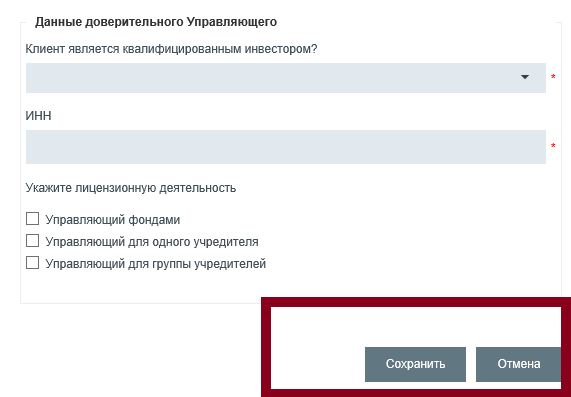 Данные доверительного Управляющего
Клиент является квалифицированным инвестором?
*
ИНН
*
Укажите лицензионную деятельность
Управляющий фондами
Управляющий для одного учредителя
Управляющий для группы учредителей
Сохранить Отмена